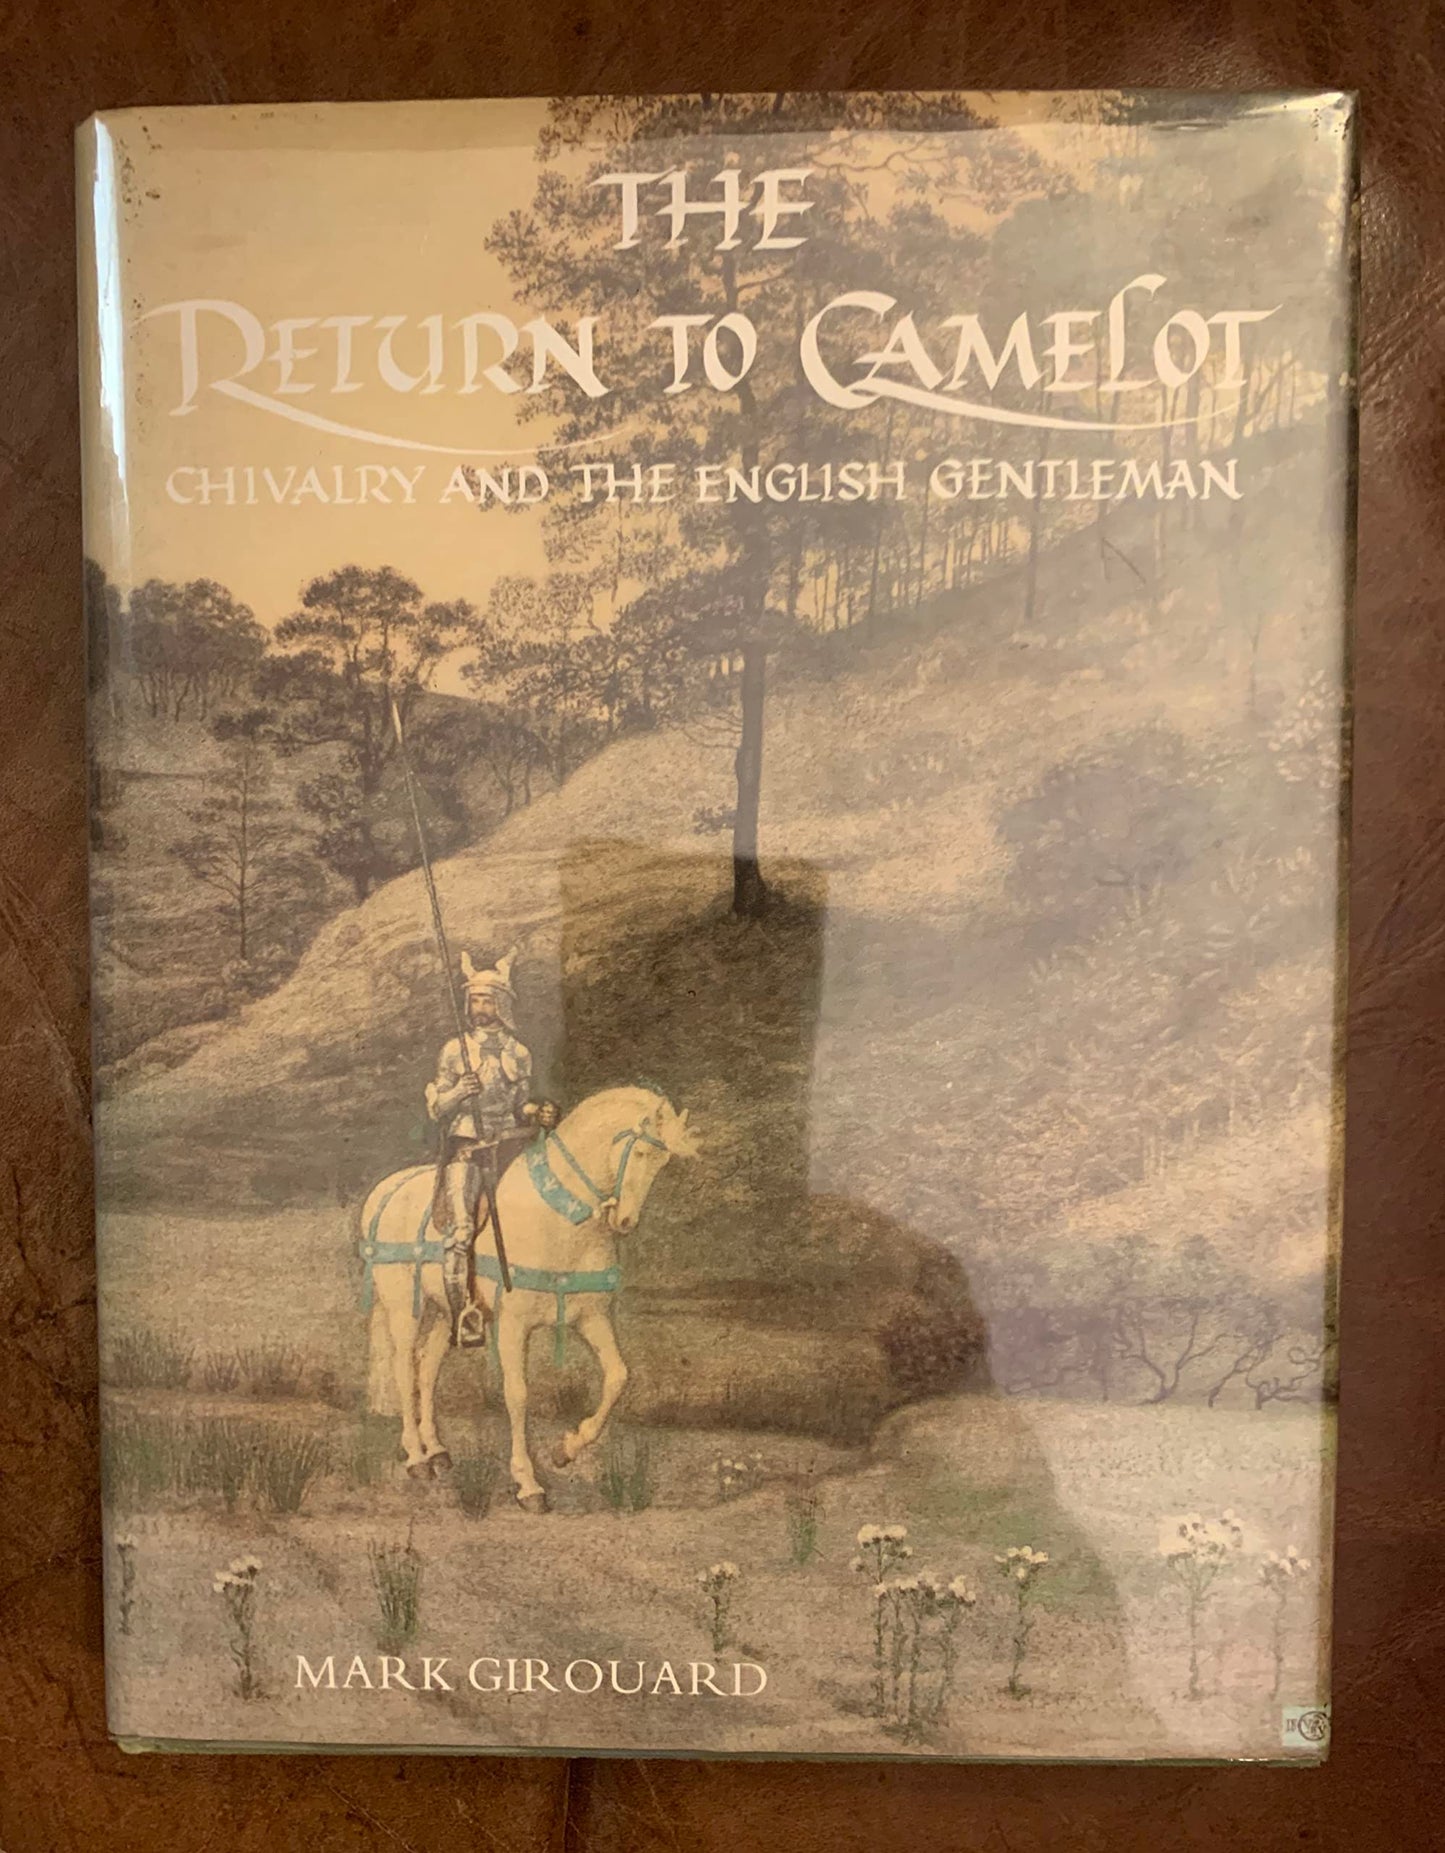 THE
RETURN TO CAMELOT
CHIVALRY AND THE ENGLISH GENTLEMAN
MARK GIROUARD